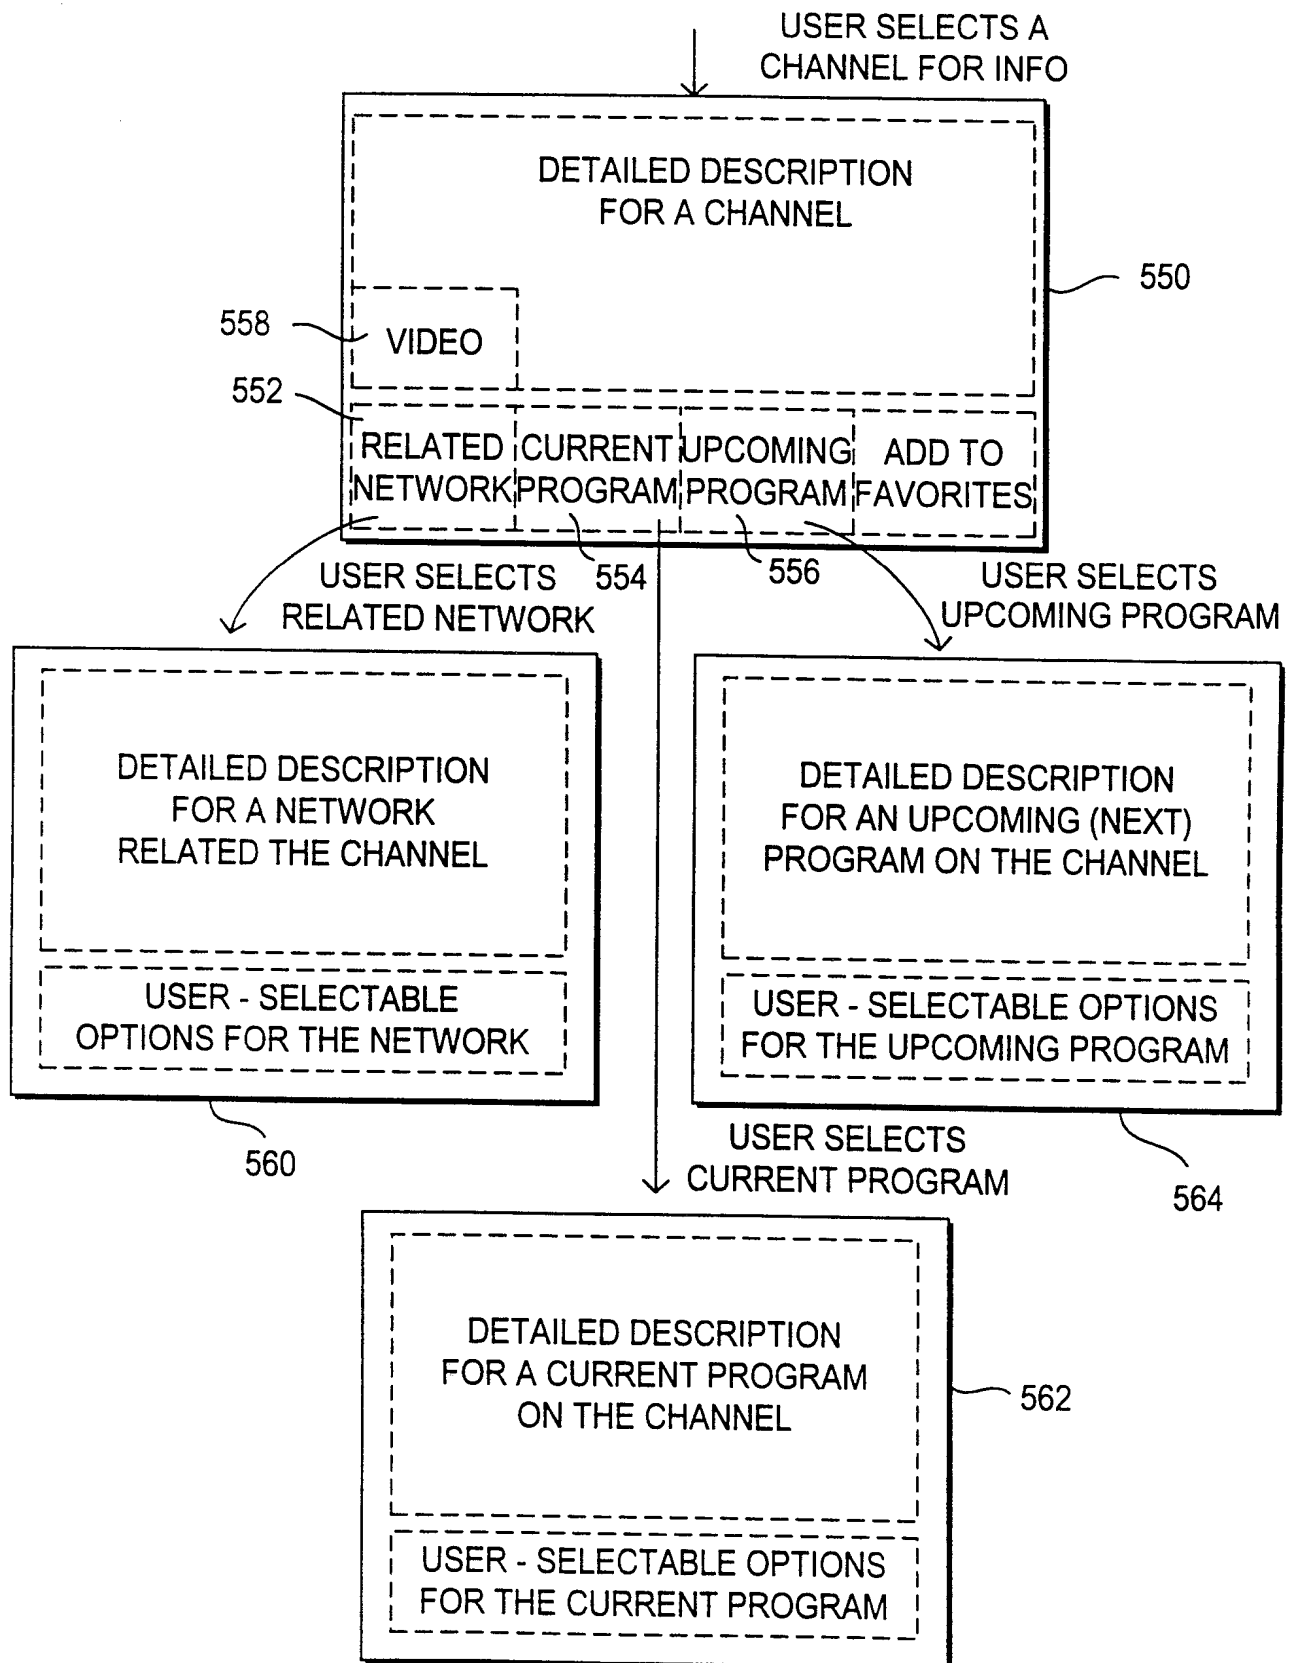 USER SELECTS A
CHANNEL FOR INFO
DETAILED DESCRIPTION
FOR A CHANNEL
550
558
VIDEO
552
RELATED
NETWORK
CURRENT
PROGRAM
UPCOMING
PROGRAM
ADD TO
FAVORITES
554
556
USER SELECTS
RELATED NETWORK
USER SELECTS
UPCOMING PROGRAM
DETAILED DESCRIPTION
FOR A NETWORK
RELATED THE CHANNEL
USER - SELECTABLE
OPTIONS FOR THE NETWORK
560
DETAILED DESCRIPTION
FOR AN UPCOMING (NEXT)
PROGRAM ON THE CHANNEL
USER - SELECTABLE OPTIONS
FOR THE UPCOMING PROGRAM
564
USER SELECTS
CURRENT PROGRAM
DETAILED DESCRIPTION
FOR A CURRENT PROGRAM
ON THE CHANNEL
562
USER - SELECTABLE OPTIONS
FOR THE CURRENT PROGRAM